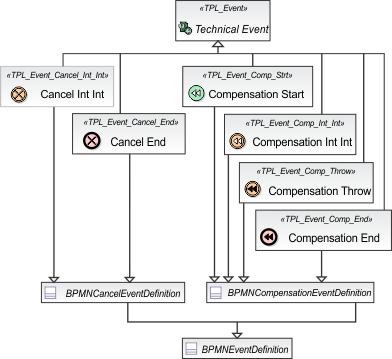 «TPL_Event»
Technical Event
«TPL_Event_Cancel_Int_Int»
Cancel Int Int
«TPL_Event_Comp_Strt»
Compensation Start
«TPL_Event_Cancel_End»
Cancel End
«TPL_Event_Comp_Int_Int»
Compensation Int Int
«TPL_Event_Comp_Throw»
Compensation Throw
«TPL_Event_Comp_End»
Compensation End
BPMNCancelEventDefinition
BPMNCompensationEventDefinition
BPMNEventDefinition